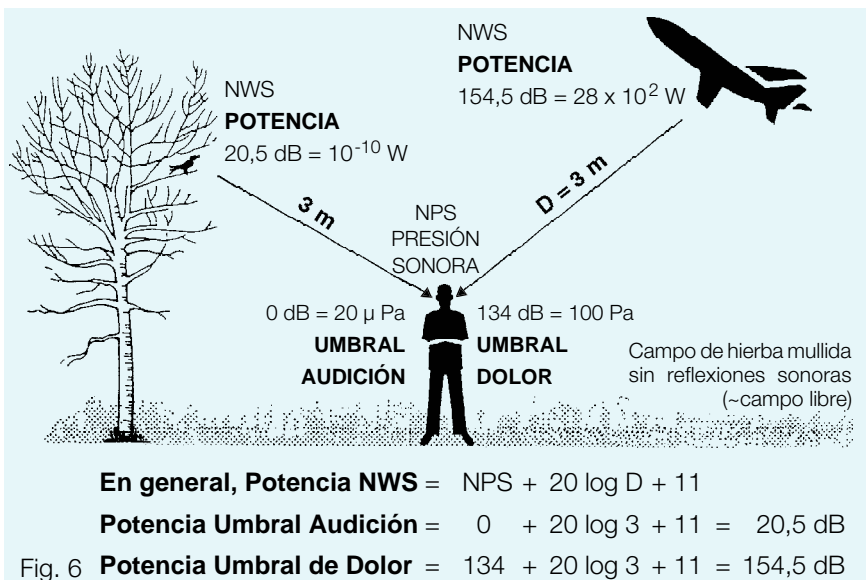 NWS
POTENCIA
154,5 dB = 28 x 10² W
NWS
POTENCIA
20,5 dB = 10⁻¹⁰ W
3 m
D = 3 m
NPS
PRESIÓN
SONORA
0 dB = 20 µ Pa
UMBRAL
AUDICIÓN
134 dB = 100 Pa
UMBRAL
DOLOR
Campo de hierba mullida
sin reflexiones sonoras
(~campo libre)
En general, Potencia NWS = NPS + 20 log D + 11
Potencia Umbral Audición = 0 + 20 log 3 + 11 = 20,5 dB
Fig. 6 Potencia Umbral de Dolor = 134 + 20 log 3 + 11 = 154,5 dB